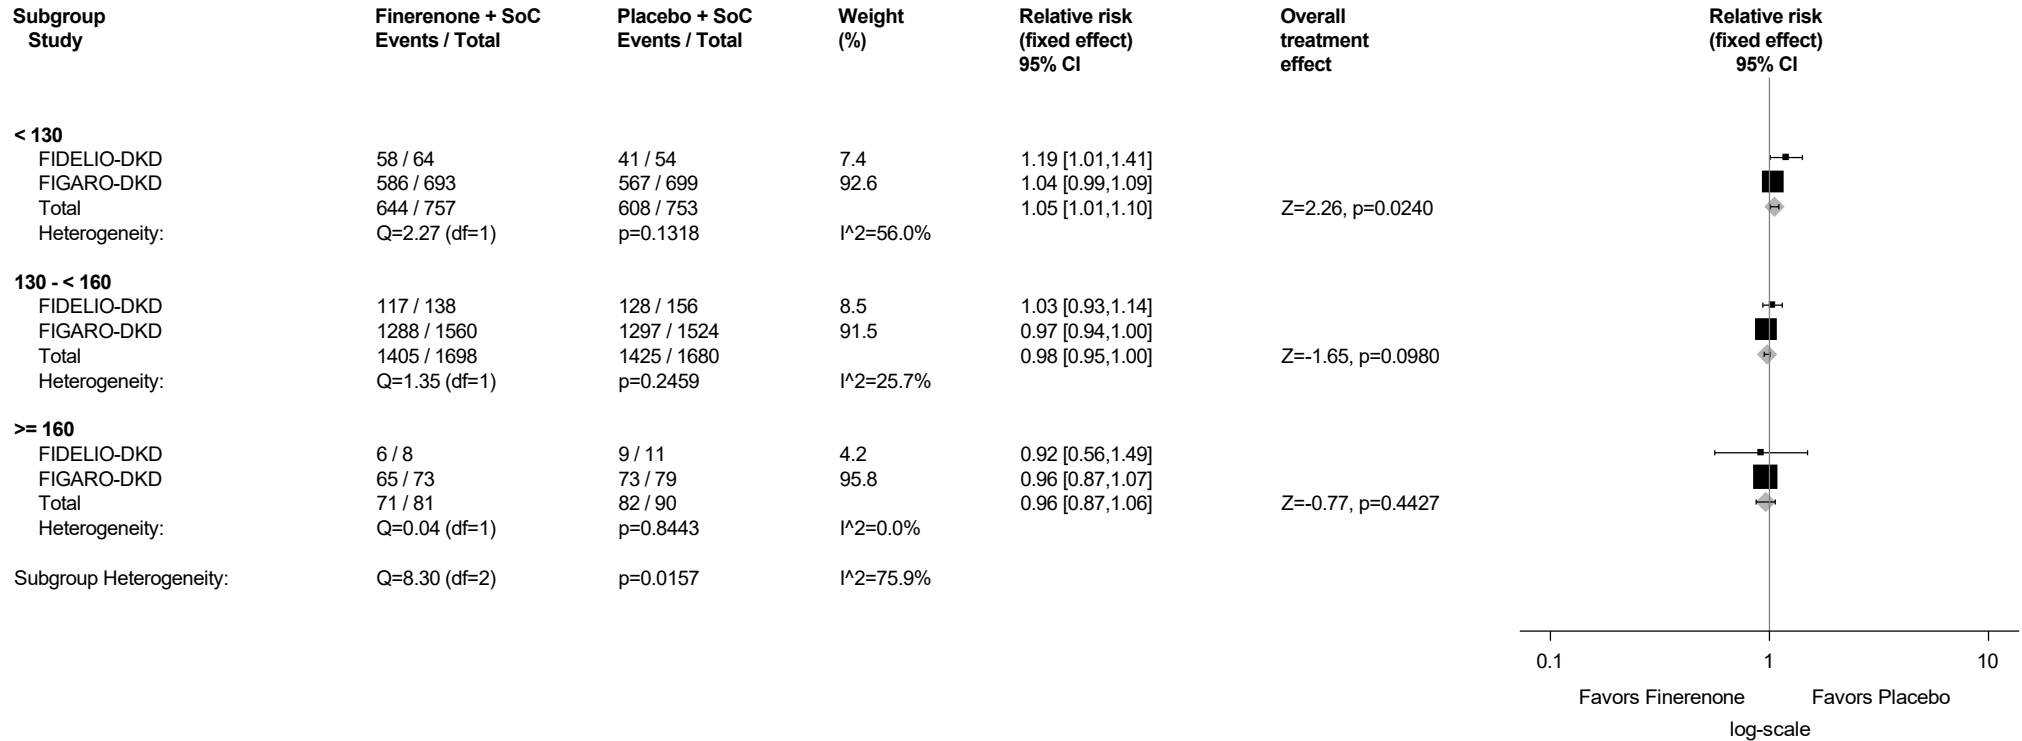 Subgroup Finerenone + SoC Placebo + SoC Weight Relative risk Overall Relative risk
Study Events / Total Events / Total (%) (fixed effect) treatment (fixed effect)
95% CI effect 95% CI
< 130
FIDELIO-DKD 58 / 64 41 / 54 7.4 1.19 [1.01,1.41]
FIGARO-DKD 586 / 693 567 / 699 92.6 1.04 [0.99,1.09]
Total 644 / 757 608 / 753 1.05 [1.01,1.10] Z=2.26, p=0.0240
Heterogeneity: Q=2.27 (df=1) p=0.1318 I^2=56.0%
130 - < 160
FIDELIO-DKD 117 / 138 128 / 156 8.5 1.03 [0.93,1.14]
FIGARO-DKD 1288 / 1560 1297 / 1524 91.5 0.97 [0.94,1.00]
Total 1405 / 1698 1425 / 1680 0.98 [0.95,1.00] Z=-1.65, p=0.0980
Heterogeneity: Q=1.35 (df=1) p=0.2459 I^2=25.7%
>= 160
FIDELIO-DKD 6 / 8 9 / 11 4.2 0.92 [0.56,1.49]
FIGARO-DKD 65 / 73 73 / 79 95.8 0.96 [0.87,1.07]
Total 71 / 81 82 / 90 0.96 [0.87,1.06] Z=-0.77, p=0.4427
Heterogeneity: Q=0.04 (df=1) p=0.8443 I^2=0.0%
Subgroup Heterogeneity: Q=8.30 (df=2) p=0.0157 I^2=75.9%
0.1 1 10
Favors Finerenone Favors Placebo
log-scale